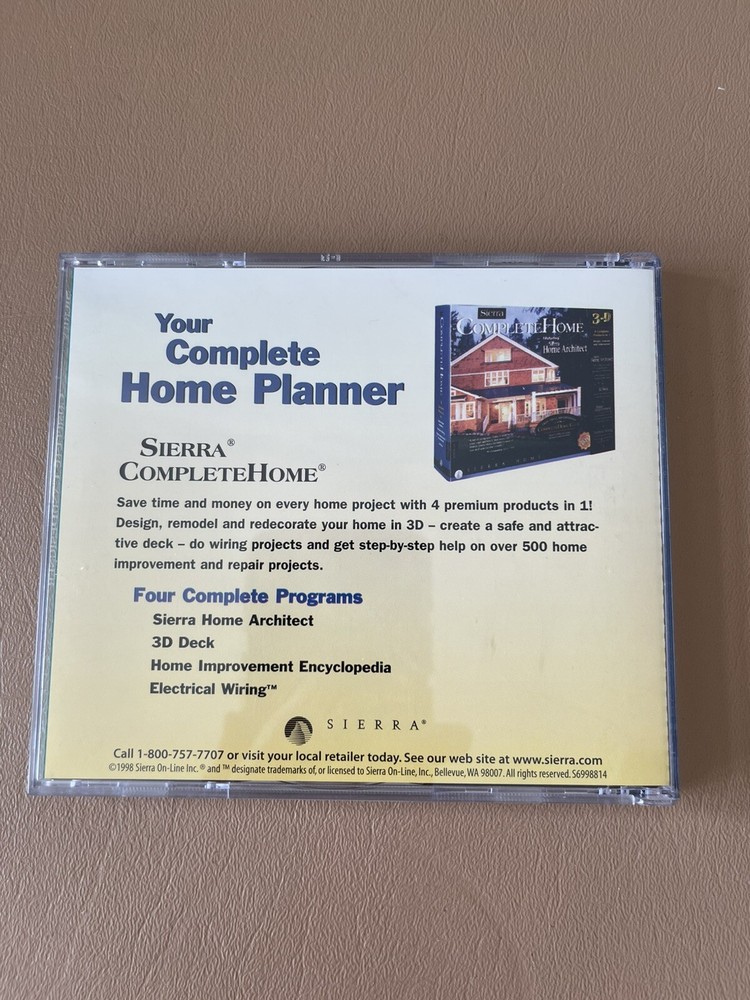 Your
Complete
Home Planner
Sierra
COMPLETEHOME
3-D
Home Architect
SIERRA®
COMPLETEHOME®
Save time and money on every home project with 4 premium products in 1!
Design, remodel and redecorate your home in 3D – create a safe and attrac-
tive deck – do wiring projects and get step-by-step help on over 500 home
improvement and repair projects.
Four Complete Programs
Sierra Home Architect
3D Deck
Home Improvement Encyclopedia
Electrical Wiring™
SIERRA®
Call 1-800-757-7707 or visit your local retailer today. See our web site at www.sierra.com
©1998 Sierra On-Line Inc. ® and ™ designate trademarks of, or licensed to Sierra On-Line, Inc., Bellevue, WA 98007. All rights reserved. S6998814